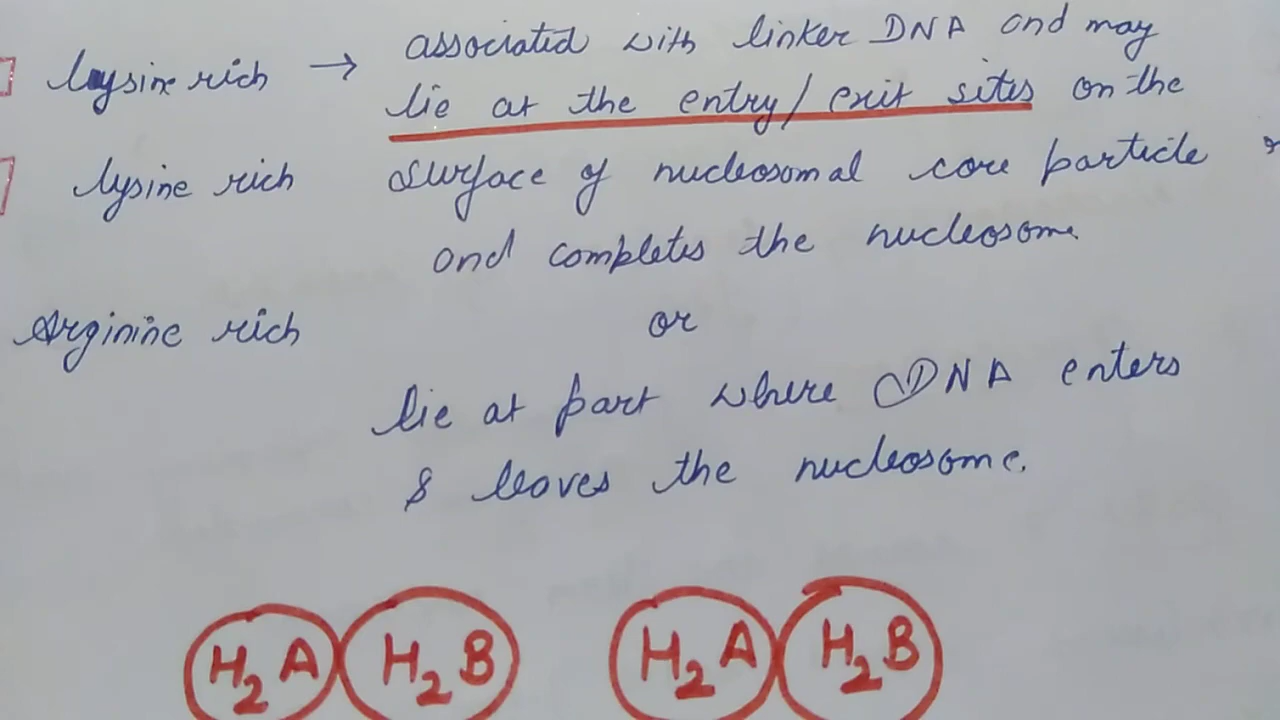 lysine rich → associated with linker DNA and may
lie at the entry/exit sites on the
lysine rich surface of nucleosomal core particle
and completes the nucleosome.
Arginine rich or
lie at part where DNA enters
& leaves the nucleosome.
H2A H2B H2A H2B